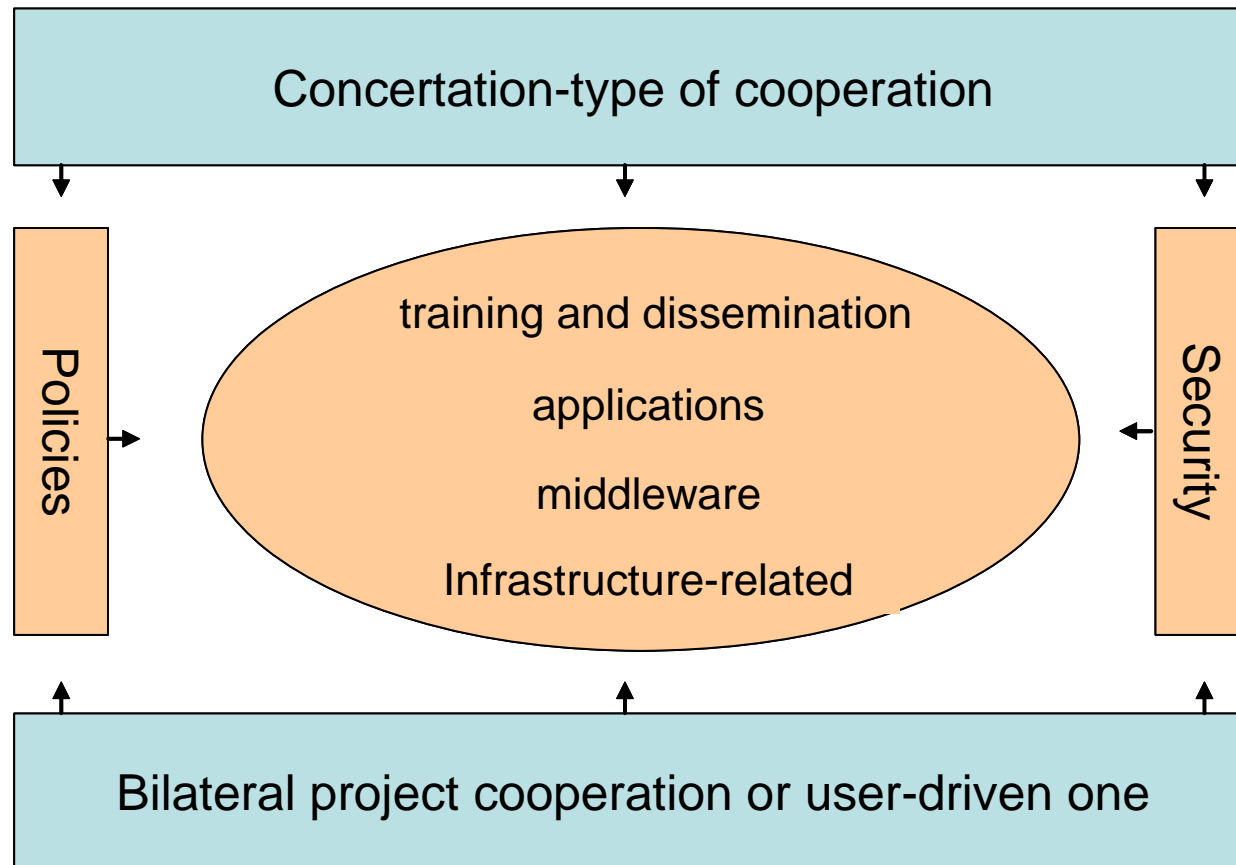 Concertation-type of cooperation
Policies
training and dissemination
applications
middleware
Infrastructure-related
Security
Bilateral project cooperation or user-driven one